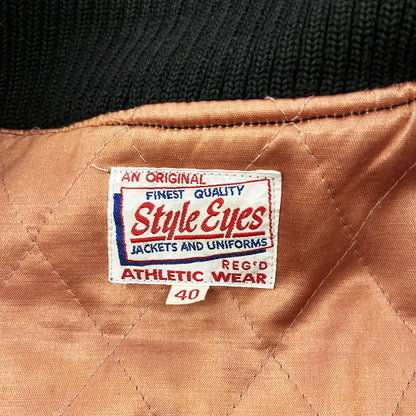 AN ORIGINAL
FINEST QUALITY
Style Eyes
JACKETS AND UNIFORMS
REG'D
ATHLETIC WEAR
40